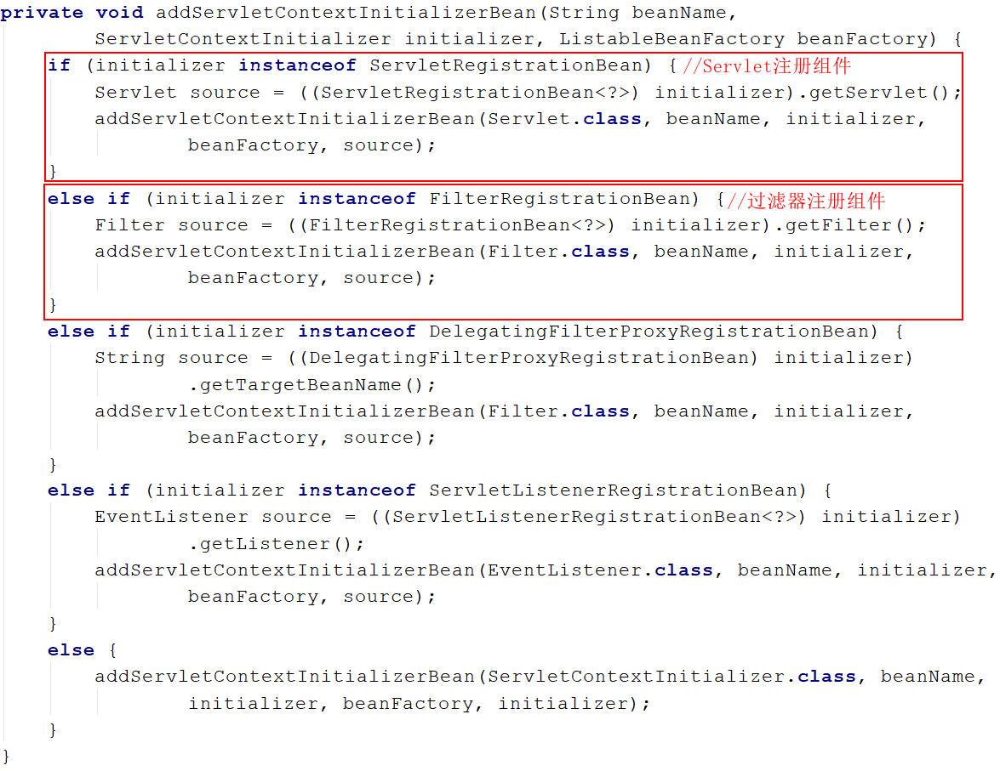 private void addServletContextInitializerBean(String beanName,
        ServletContextInitializer initializer, ListableBeanFactory beanFactory) {
    if (initializer instanceof ServletRegistrationBean) { //Servlet注册组件
        Servlet source = ((ServletRegistrationBean<?>) initializer).getServlet();
        addServletContextInitializerBean(Servlet.class, beanName, initializer,
                beanFactory, source);
    }
    else if (initializer instanceof FilterRegistrationBean) { //过滤器注册组件
        Filter source = ((FilterRegistrationBean<?>) initializer).getFilter();
        addServletContextInitializerBean(Filter.class, beanName, initializer,
                beanFactory, source);
    }
    else if (initializer instanceof DelegatingFilterProxyRegistrationBean) {
        String source = ((DelegatingFilterProxyRegistrationBean) initializer)
                .getTargetBeanName();
        addServletContextInitializerBean(Filter.class, beanName, initializer,
                beanFactory, source);
    }
    else if (initializer instanceof ServletListenerRegistrationBean) {
        EventListener source = ((ServletListenerRegistrationBean<?>) initializer)
                .getListener();
        addServletContextInitializerBean(EventListener.class, beanName, initializer,
                beanFactory, source);
    }
    else {
        addServletContextInitializerBean(ServletContextInitializer.class, beanName,
                initializer, beanFactory, initializer);
    }
}